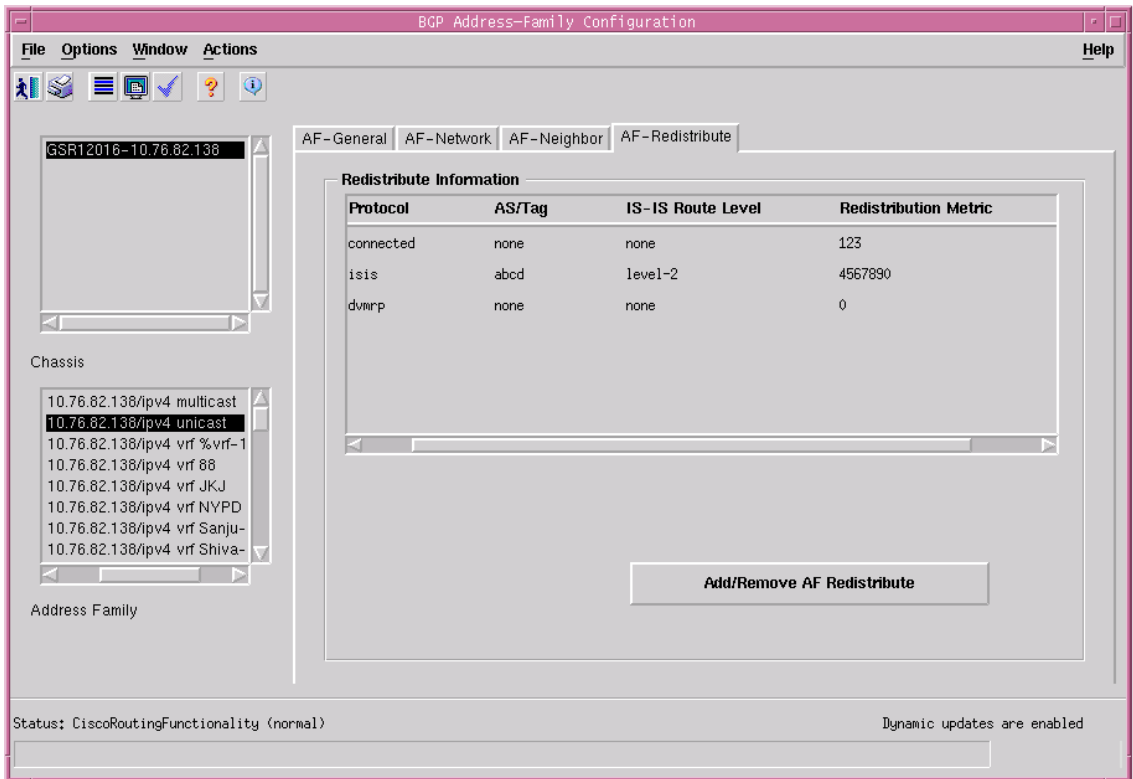 BGP Address-Family Configuration
File Options Window Actions Help
GSR12016-10.76.82.138
Chassis
10.76.82.138/ipv4 multicast
10.76.82.138/ipv4 unicast
10.76.82.138/ipv4 vrf %vrf-1
10.76.82.138/ipv4 vrf 88
10.76.82.138/ipv4 vrf JKJ
10.76.82.138/ipv4 vrf NYPD
10.76.82.138/ipv4 vrf Sanju-
10.76.82.138/ipv4 vrf Shiva-
Address Family
AF-General AF-Network AF-Neighbor AF-Redistribute
Redistribute Information
Protocol AS/Tag IS-IS Route Level Redistribution Metric
connected none none 123
isis abcd level-2 4567890
dvmrp none none 0
Add/Remove AF Redistribute
Status: CiscoRoutingFunctionality (normal) Dynamic updates are enabled